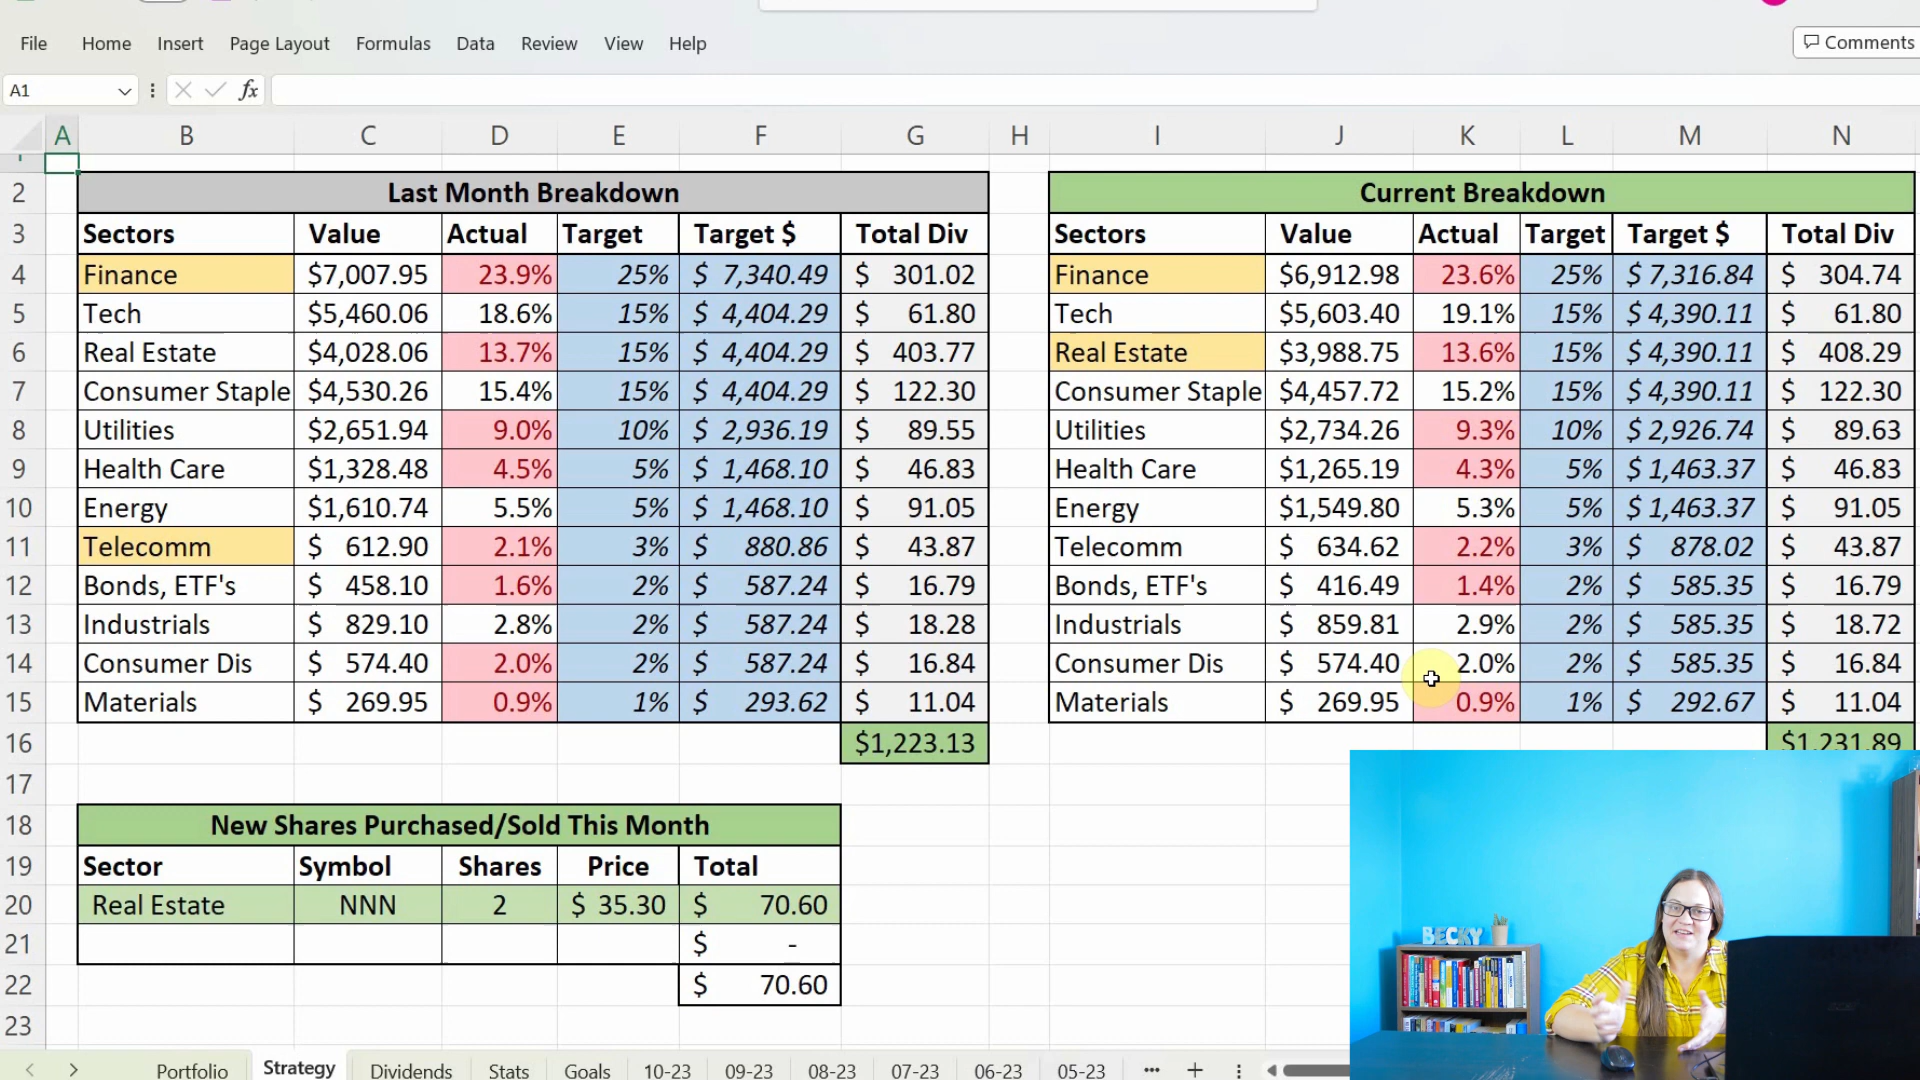 File Home Insert Page Layout Formulas Data Review View Help Comments
A1 fx
A B C D E F G H I J K L M N
2 Last Month Breakdown Current Breakdown
3 Sectors Value Actual Target Target $ Total Div Sectors Value Actual Target Target $ Total Div
4 Finance $7,007.95 23.9% 25% $ 7,340.49 $ 301.02 Finance $6,912.98 23.6% 25% $ 7,316.84 $ 304.74
5 Tech $5,460.06 18.6% 15% $ 4,404.29 $ 61.80 Tech $5,603.40 19.1% 15% $ 4,390.11 $ 61.80
6 Real Estate $4,028.06 13.7% 15% $ 4,404.29 $ 403.77 Real Estate $3,988.75 13.6% 15% $ 4,390.11 $ 408.29
7 Consumer Staple $4,530.26 15.4% 15% $ 4,404.29 $ 122.30 Consumer Staple $4,457.72 15.2% 15% $ 4,390.11 $ 122.30
8 Utilities $2,651.94 9.0% 10% $ 2,936.19 $ 89.55 Utilities $2,734.26 9.3% 10% $ 2,926.74 $ 89.63
9 Health Care $1,328.48 4.5% 5% $ 1,468.10 $ 46.83 Health Care $1,265.19 4.3% 5% $ 1,463.37 $ 46.83
10 Energy $1,610.74 5.5% 5% $ 1,468.10 $ 91.05 Energy $1,549.80 5.3% 5% $ 1,463.37 $ 91.05
11 Telecomm $ 612.90 2.1% 3% $ 880.86 $ 43.87 Telecomm $ 634.62 2.2% 3% $ 878.02 $ 43.87
12 Bonds, ETF's $ 458.10 1.6% 2% $ 587.24 $ 16.79 Bonds, ETF's $ 416.49 1.4% 2% $ 585.35 $ 16.79
13 Industrials $ 829.10 2.8% 2% $ 587.24 $ 18.28 Industrials $ 859.81 2.9% 2% $ 585.35 $ 18.72
14 Consumer Dis $ 574.40 2.0% 2% $ 587.24 $ 16.84 Consumer Dis $ 574.40 2.0% 2% $ 585.35 $ 16.84
15 Materials $ 269.95 0.9% 1% $ 293.62 $ 11.04 Materials $ 269.95 0.9% 1% $ 292.67 $ 11.04
16 $1,223.13 $1,231.89
17
18 New Shares Purchased/Sold This Month
19 Sector Symbol Shares Price Total
20 Real Estate NNN 2 $ 35.30 $ 70.60
21 $ -
22 $ 70.60
23
BECKY
Portfolio Strategy Dividends Stats Goals 10-23 09-23 08-23 07-23 06-23 05-23